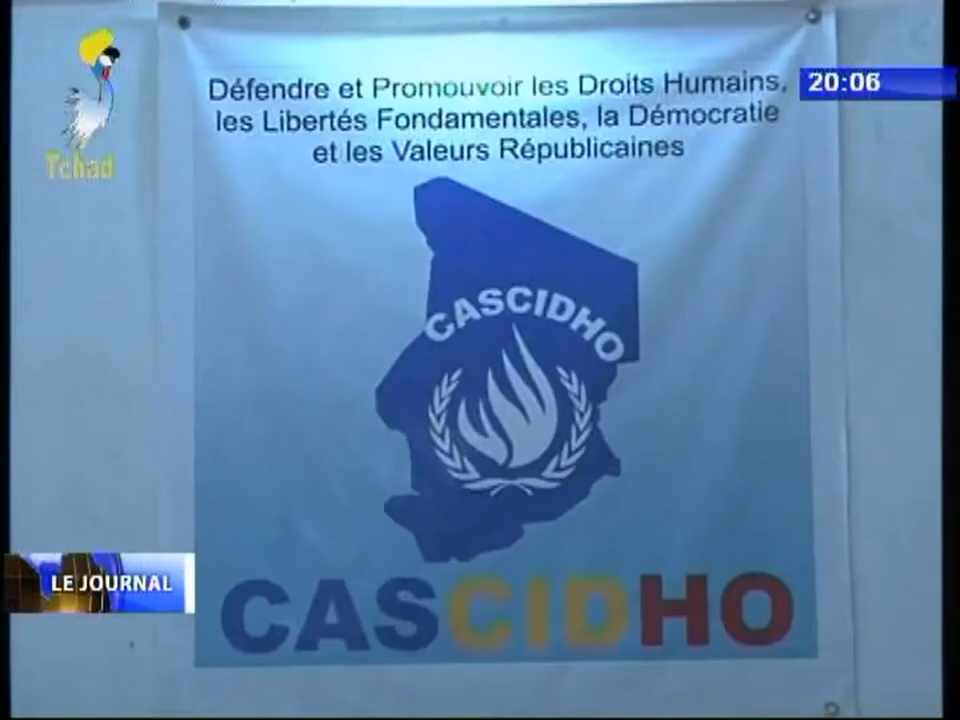 Tchad
20:06
Défendre et Promouvoir les Droits Humains,
les Libertés Fondamentales, la Démocratie
et les Valeurs Républicaines
CASCIDHO
LE JOURNAL
CASCIDHO